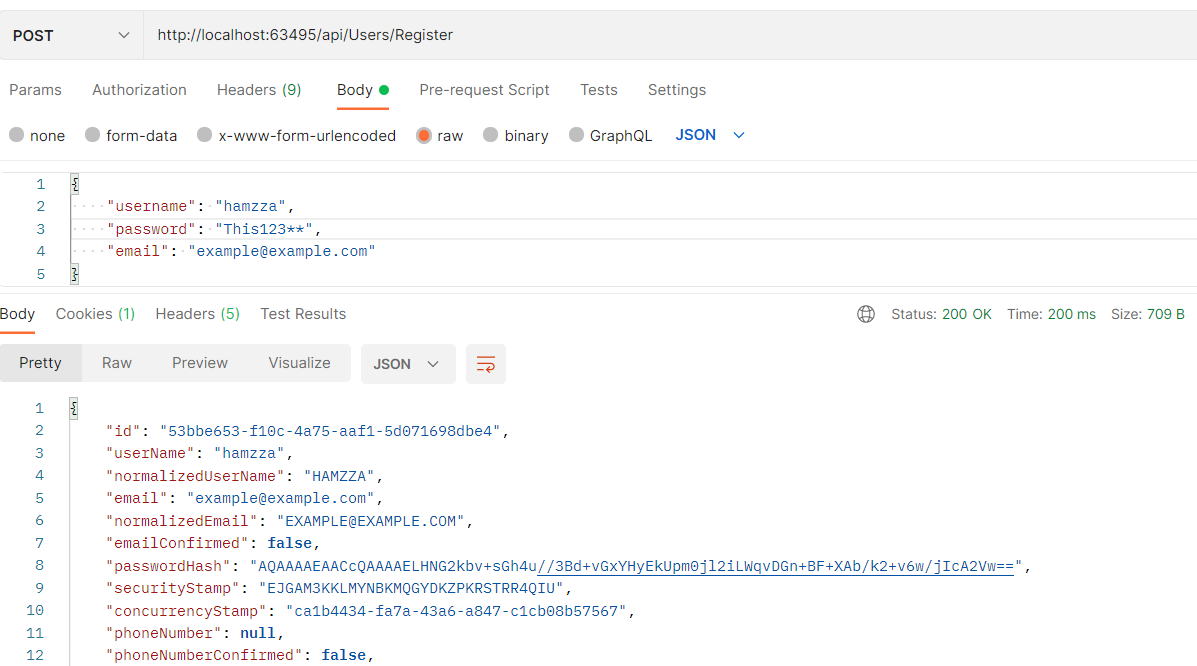 POST http://localhost:63495/api/Users/Register
Params Authorization Headers (9) Body Pre-request Script Tests Settings
none form-data x-www-form-urlencoded raw binary GraphQL JSON
1 {
2 "username": "hamzza",
3 "password": "This123**",
4 "email": "example@example.com"
5 }
Body Cookies (1) Headers (5) Test Results Status: 200 OK Time: 200 ms Size: 709 B
Pretty Raw Preview Visualize JSON
1 {
2 "id": "53bbe653-f10c-4a75-aaf1-5d071698dbe4",
3 "userName": "hamzza",
4 "normalizedUserName": "HAMZZA",
5 "email": "example@example.com",
6 "normalizedEmail": "EXAMPLE@EXAMPLE.COM",
7 "emailConfirmed": false,
8 "passwordHash": "AQAAAAEAACcQAAAAELHNG2kbv+sGh4u//3Bd+vGxYHyEkUpm0jl2iLWqvDGn+BF+XAb/k2+v6w/jIcA2Vw==",
9 "securityStamp": "EJGAM3KKLMYNBKMQGYDKZPKRSTRR4QIU",
10 "concurrencyStamp": "ca1b4434-fa7a-43a6-a847-c1cb08b57567",
11 "phoneNumber": null,
12 "phoneNumberConfirmed": false,